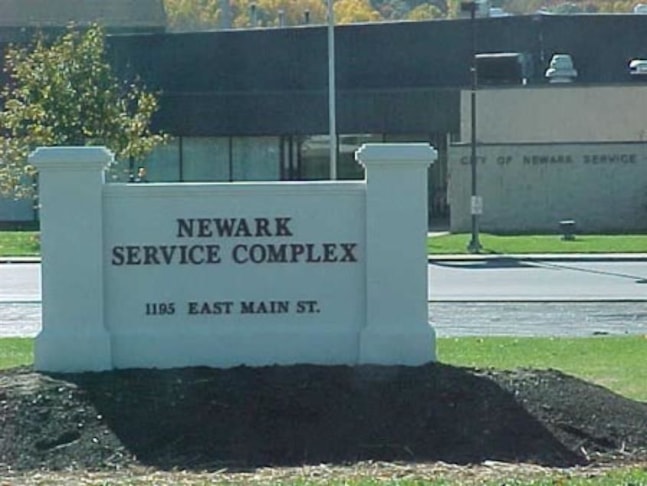 NEWARK
SERVICE COMPLEX
1195 EAST MAIN ST.
CITY OF NEWARK SERVICE